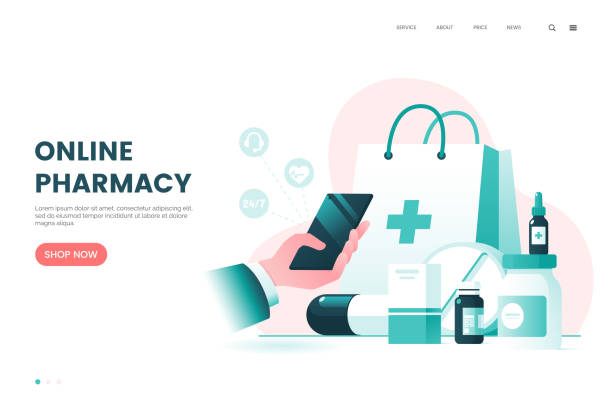 SERVICE
ABOUT
PRICE
NEWS
ONLINE
PHARMACY
Lorem ipsum dolor sit amet, consectetur adipiscing elit, sed do
eiusmod tempor incididunt ut labore et dolore magna
aliqua
SHOP NOW
24/7